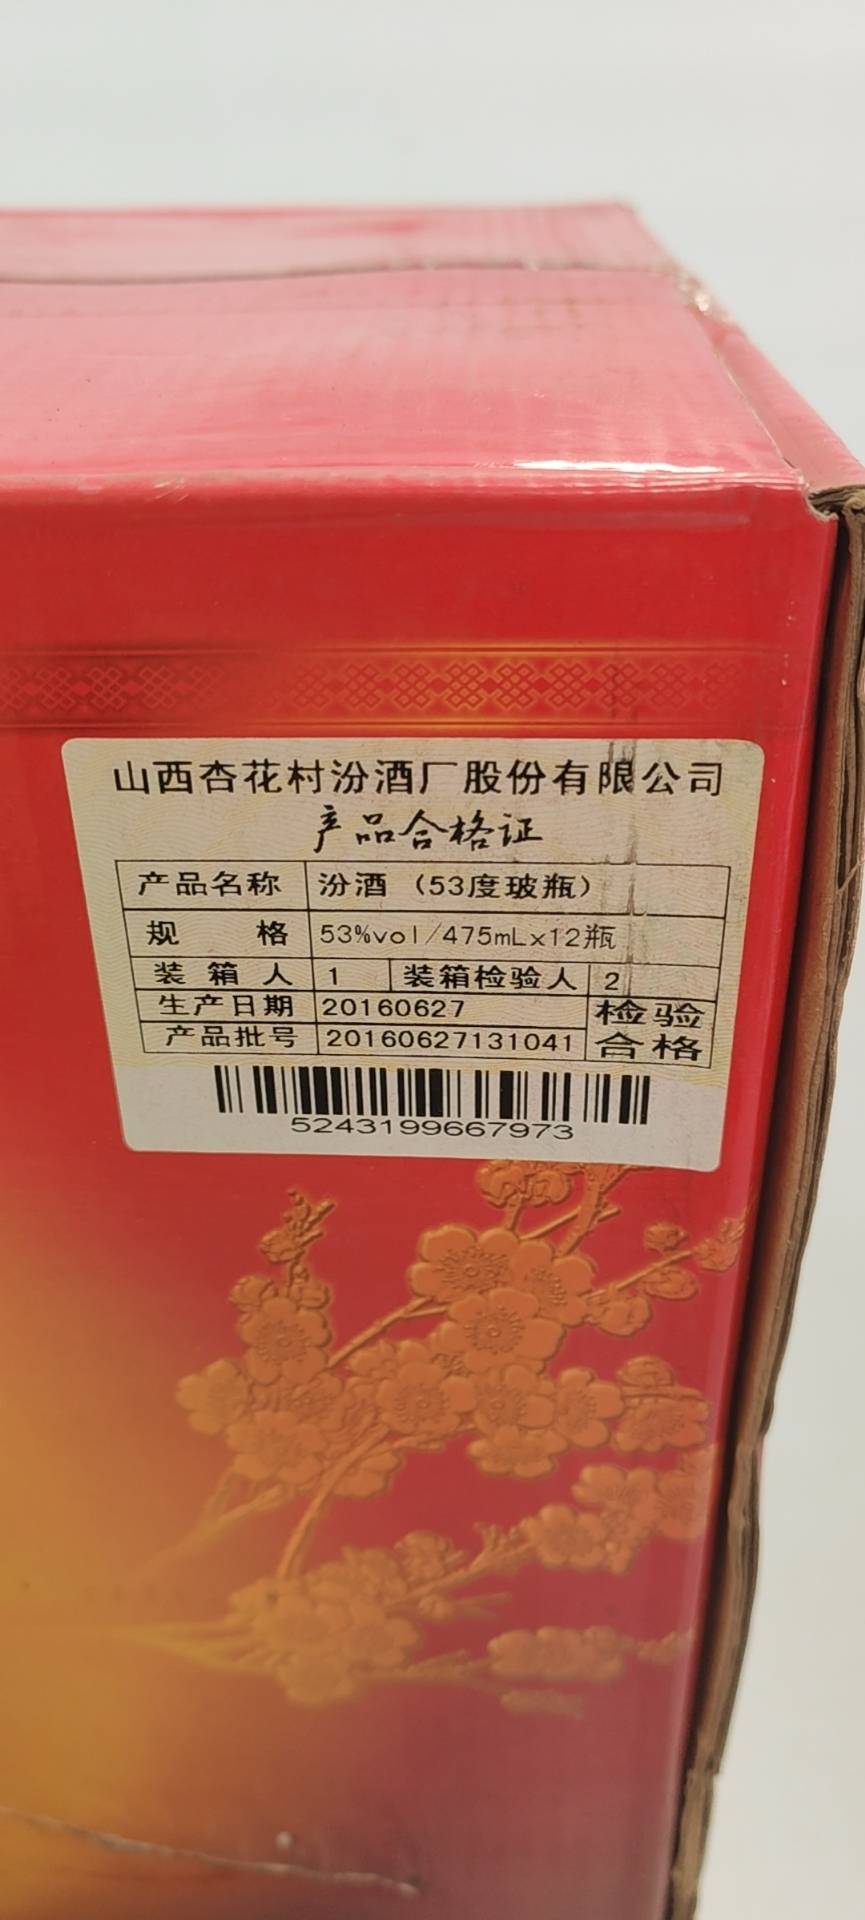 山西杏花村汾酒厂股份有限公司
产品合格证
产品名称 汾酒（53度玻瓶）
规 格 53%vol/475mL×12瓶
装 箱 人 1 装箱检验人 2
生产日期 20160627 检验
产品批号 20160627131041 合格
5243199667973